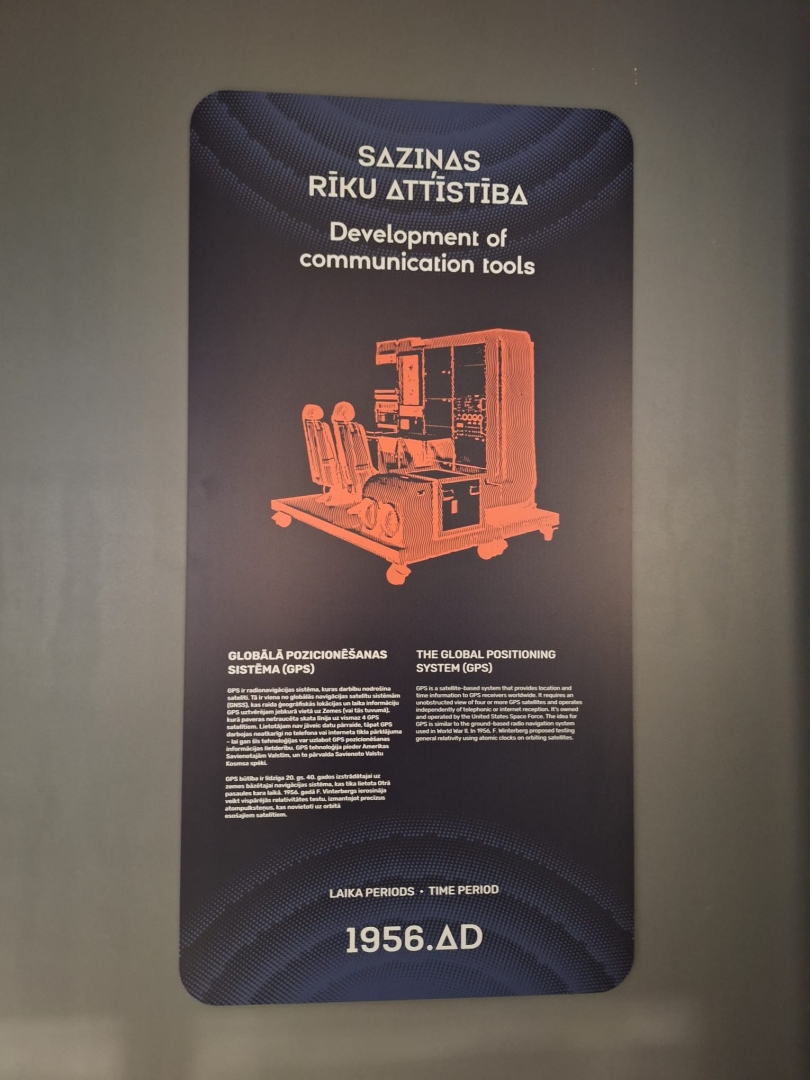 SAZIŅAS
RĪKU ATTĪSTĪBA
Development of
communication tools
GLOBĀLĀ POZICIONĒŠANAS
SISTĒMA (GPS)
GPS ir radionavigācijas sistēma, kuras darbību nodrošina
satelīti. Tā ir viena no globālās navigācijas satelītu sistēmām
(GNSS), kas raida ģeogrāfiskās lokācijas un laika informāciju
GPS uztvērējam jebkurā vietā uz Zemes (vai tās tuvumā),
kurā paveras netraucēta skata līnija uz vismaz 4 GPS
satelītiem. Lietotājam nav jāveic datu pārraide, tāpat GPS
darbojas neatkarīgi no telefona vai interneta tīkla pārklājuma
– lai gan šīs tehnoloģijas var uzlabot GPS pozicionēšanas
informācijas lietderību. GPS tehnoloģija pieder Amerikas
Savienotajām Valstīm, un to pārvalda Savienoto Valstu
Kosmsa spēki.
GPS būtība ir līdzīga 20. gs. 40. gados izstrādātajai uz
zemes bāzētajai navigācijas sistēmai, kas tika lietota Otrā
pasaules kara laikā. 1956. gadā F. Vinterbergs ierosināja
veikt vispārējās relativitātes testu, izmantojot precīzus
atompulksteņus, kas novietoti uz orbītā
esošajiem satelītiem.
THE GLOBAL POSITIONING
SYSTEM (GPS)
GPS is a satellite-based system that provides location and
time information to GPS receivers worldwide. It requires an
unobstructed view of four or more GPS satellites and operates
independently of telephonic or internet reception. It's owned
and operated by the United States Space Force. The idea for
GPS is similar to the ground-based radio navigation system
used in World War II. In 1956, F. Winterberg proposed testing
general relativity using atomic clocks on orbiting satellites.
LAIKA PERIODS • TIME PERIOD
1956.AD